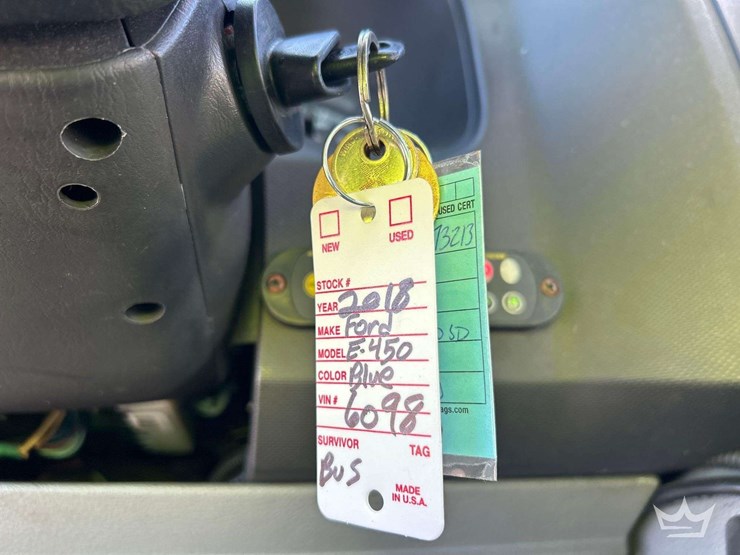 NEW
USED
STOCK #
YEAR 2018
MAKE Ford
MODEL E-450
COLOR Blue
VIN # 6098
SURVIVOR TAG
Bus
MADE
IN U.S.A.
USED CERT
73213
ags.com